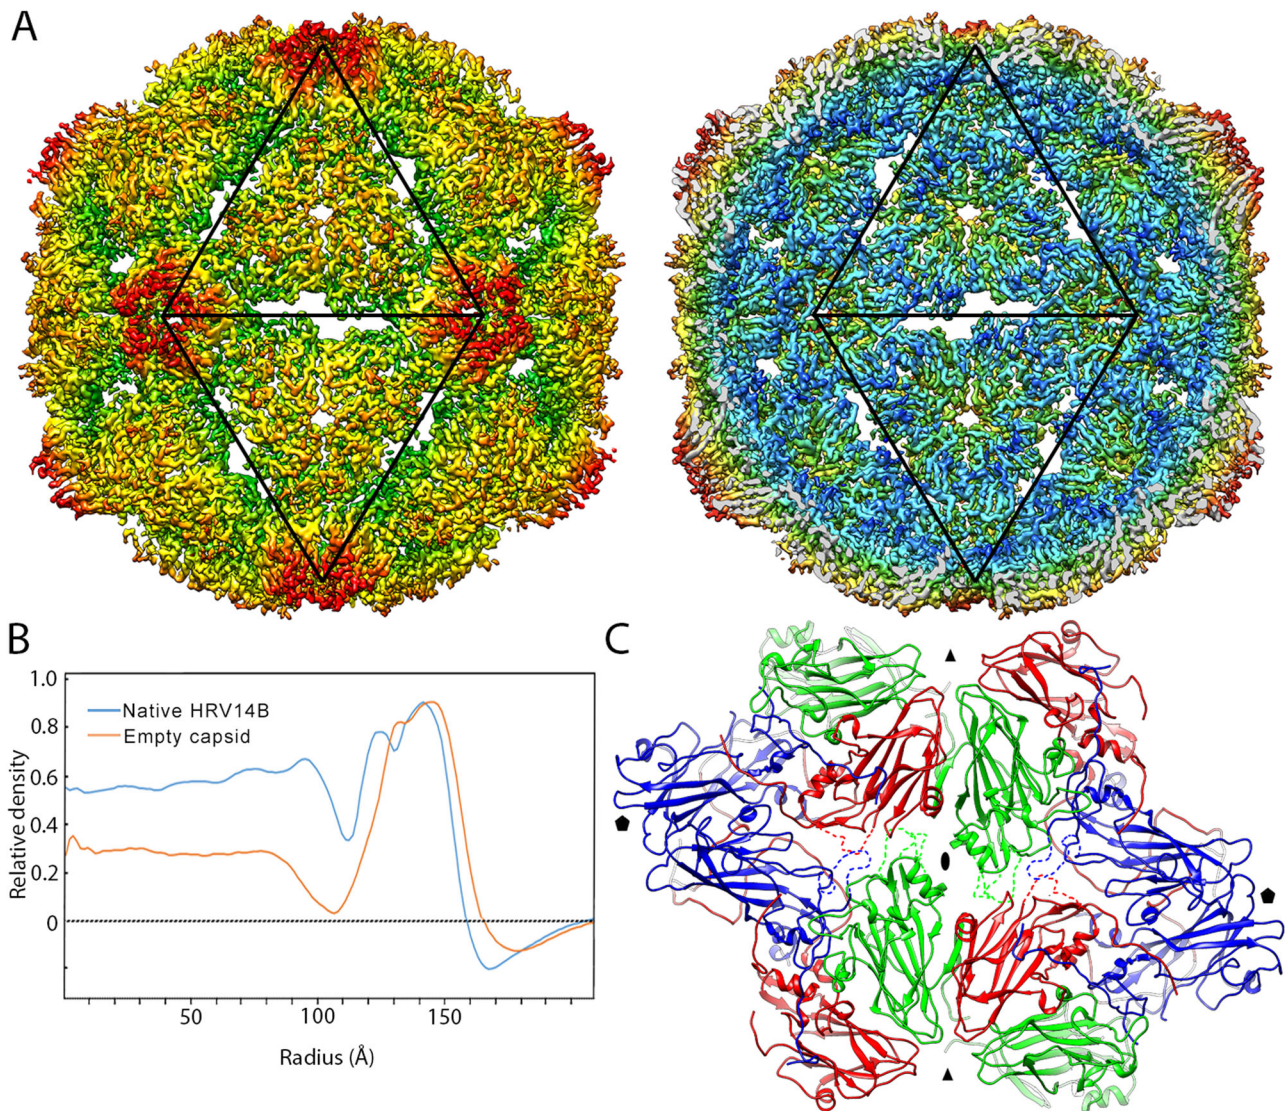 A
B
C
1.0
0.8
0.6
0.4
0.2
0
Relative density
Native HRV14B
Empty capsid
50 100 150
Radius (Å)